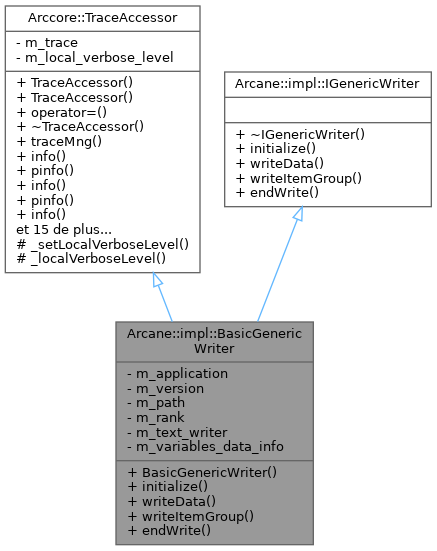 Arccore::TraceAccessor
- m_trace
- m_local_verbose_level
+ TraceAccessor()
+ TraceAccessor()
+ operator=()
+ ~TraceAccessor()
+ traceMng()
+ info()
+ pinfo()
+ info()
+ pinfo()
+ info()
et 15 de plus...
# _setLocalVerboseLevel()
# _localVerboseLevel()
Arcane::impl::IGenericWriter
+ ~IGenericWriter()
+ initialize()
+ writeData()
+ writeItemGroup()
+ endWrite()
Arcane::impl::BasicGeneric
Writer
- m_application
- m_version
- m_path
- m_rank
- m_text_writer
- m_variables_data_info
+ BasicGenericWriter()
+ initialize()
+ writeData()
+ writeItemGroup()
+ endWrite()